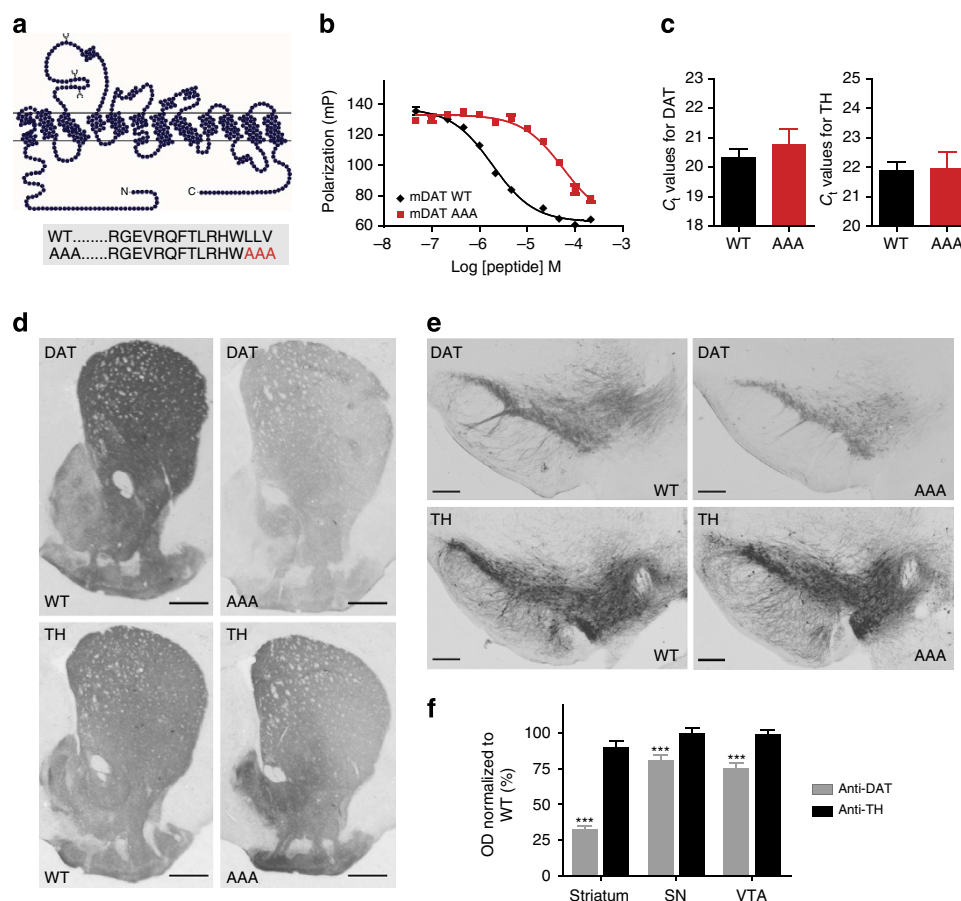 a
N
C
WT........RGEVRQFTLRHWLLV
AAA......RGEVRQFTLRHWAAA
b
Polarization (mP)
140
120
100
80
60
mDAT WT
mDAT AAA
–8 –7 –6 –5 –4 –3
Log [peptide] M
c
Ct values for DAT
23
22
21
20
19
18
WT AAA
Ct values for TH
25
24
23
22
21
20
WT AAA
d
DAT
WT
DAT
AAA
TH
WT
TH
AAA
e
DAT
WT
DAT
AAA
TH
WT
TH
AAA
f
OD normalized to
WT (%)
100
75
50
25
0
***
***
***
Striatum SN VTA
Anti-DAT
Anti-TH